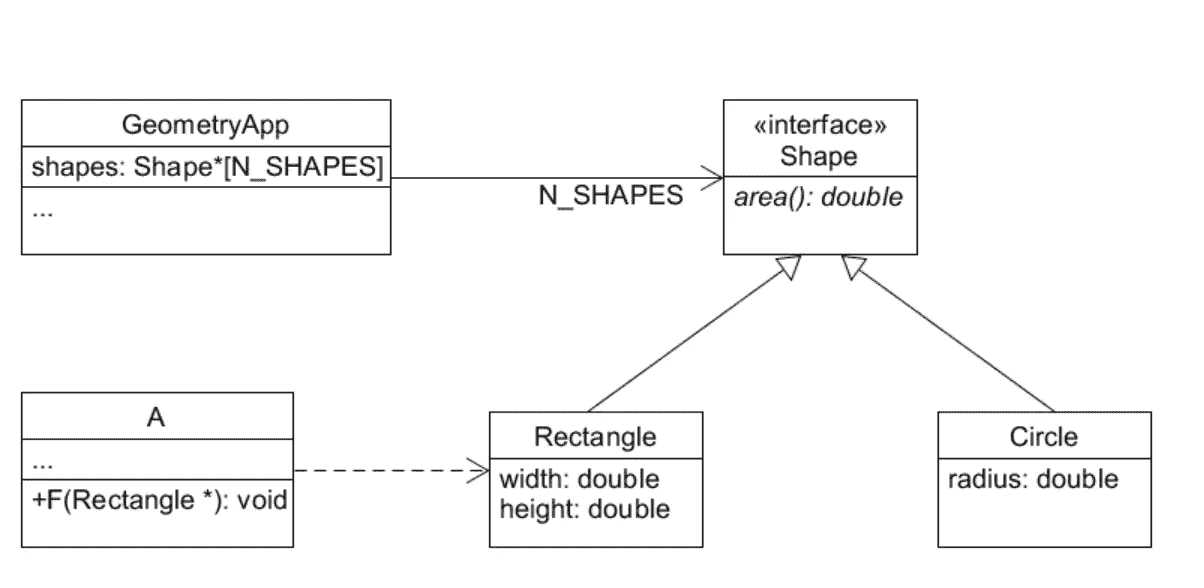 GeometryApp
shapes: Shape*[N_SHAPES]
...
N_SHAPES
«interface»
Shape
area(): double
A
...
+F(Rectangle *): void
Rectangle
width: double
height: double
Circle
radius: double